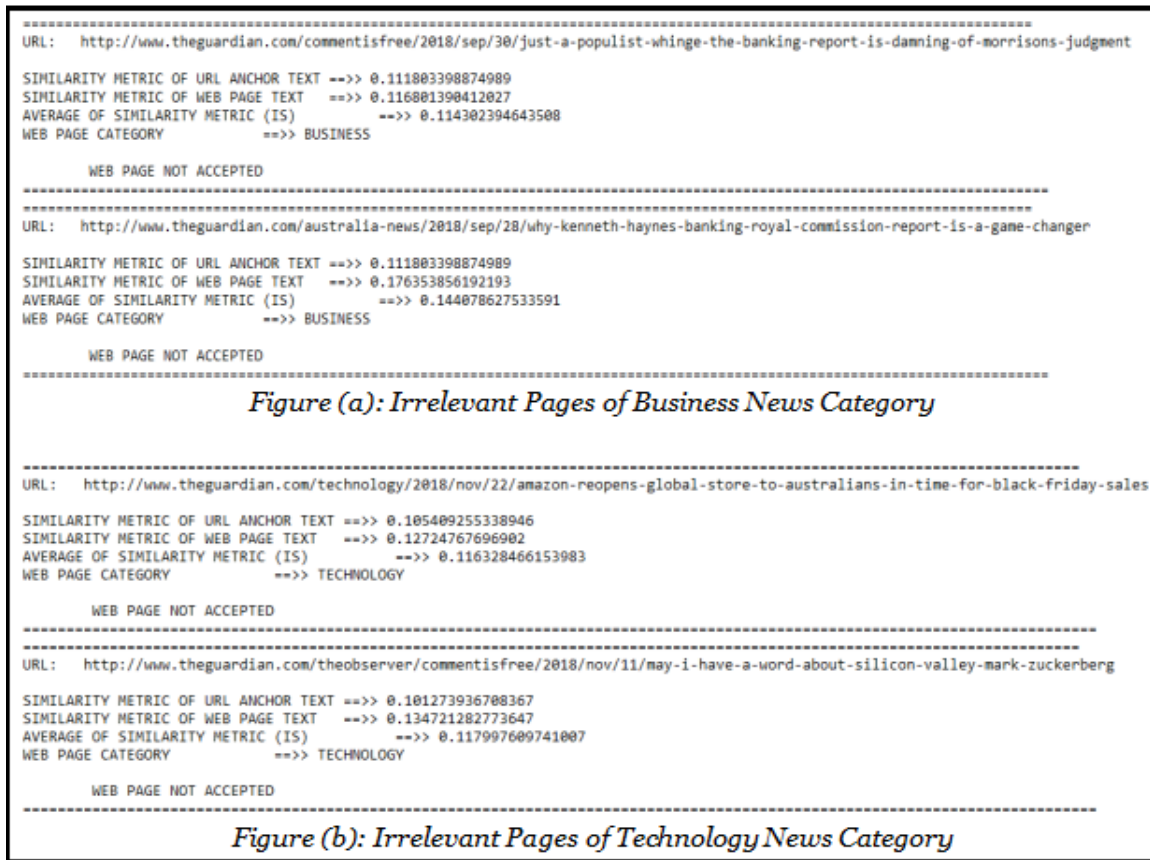 ================================================================================
URL:   http://www.theguardian.com/commentisfree/2018/sep/30/just-a-populist-whinge-the-banking-report-is-damning-of-morrisons-judgment
SIMILARITY METRIC OF URL ANCHOR TEXT ==>> 0.111803398874989
SIMILARITY METRIC OF WEB PAGE TEXT   ==>> 0.116801390412027
AVERAGE OF SIMILARITY METRIC (IS)          ==>> 0.114302394643508
WEB PAGE CATEGORY            ==>> BUSINESS
WEB PAGE NOT ACCEPTED
================================================================================
================================================================================
URL:   http://www.theguardian.com/australia-news/2018/sep/28/why-kenneth-haynes-banking-royal-commission-report-is-a-game-changer
SIMILARITY METRIC OF URL ANCHOR TEXT ==>> 0.111803398874989
SIMILARITY METRIC OF WEB PAGE TEXT   ==>> 0.176353856192193
AVERAGE OF SIMILARITY METRIC (IS)          ==>> 0.144078627533591
WEB PAGE CATEGORY            ==>> BUSINESS
WEB PAGE NOT ACCEPTED
================================================================================
Figure (a): Irrelevant Pages of Business News Category
================================================================================
URL:   http://www.theguardian.com/technology/2018/nov/22/amazon-reopens-global-store-to-australians-in-time-for-black-friday-sales
SIMILARITY METRIC OF URL ANCHOR TEXT ==>> 0.105409255338946
SIMILARITY METRIC OF WEB PAGE TEXT   ==>> 0.12724767696902
AVERAGE OF SIMILARITY METRIC (IS)          ==>> 0.116328466153983
WEB PAGE CATEGORY            ==>> TECHNOLOGY
WEB PAGE NOT ACCEPTED
================================================================================
================================================================================
URL:   http://www.theguardian.com/theobserver/commentisfree/2018/nov/11/may-i-have-a-word-about-silicon-valley-mark-zuckerberg
SIMILARITY METRIC OF URL ANCHOR TEXT ==>> 0.101273936708367
SIMILARITY METRIC OF WEB PAGE TEXT   ==>> 0.134721282773647
AVERAGE OF SIMILARITY METRIC (IS)          ==>> 0.117997609741007
WEB PAGE CATEGORY            ==>> TECHNOLOGY
WEB PAGE NOT ACCEPTED
================================================================================
Figure (b): Irrelevant Pages of Technology News Category